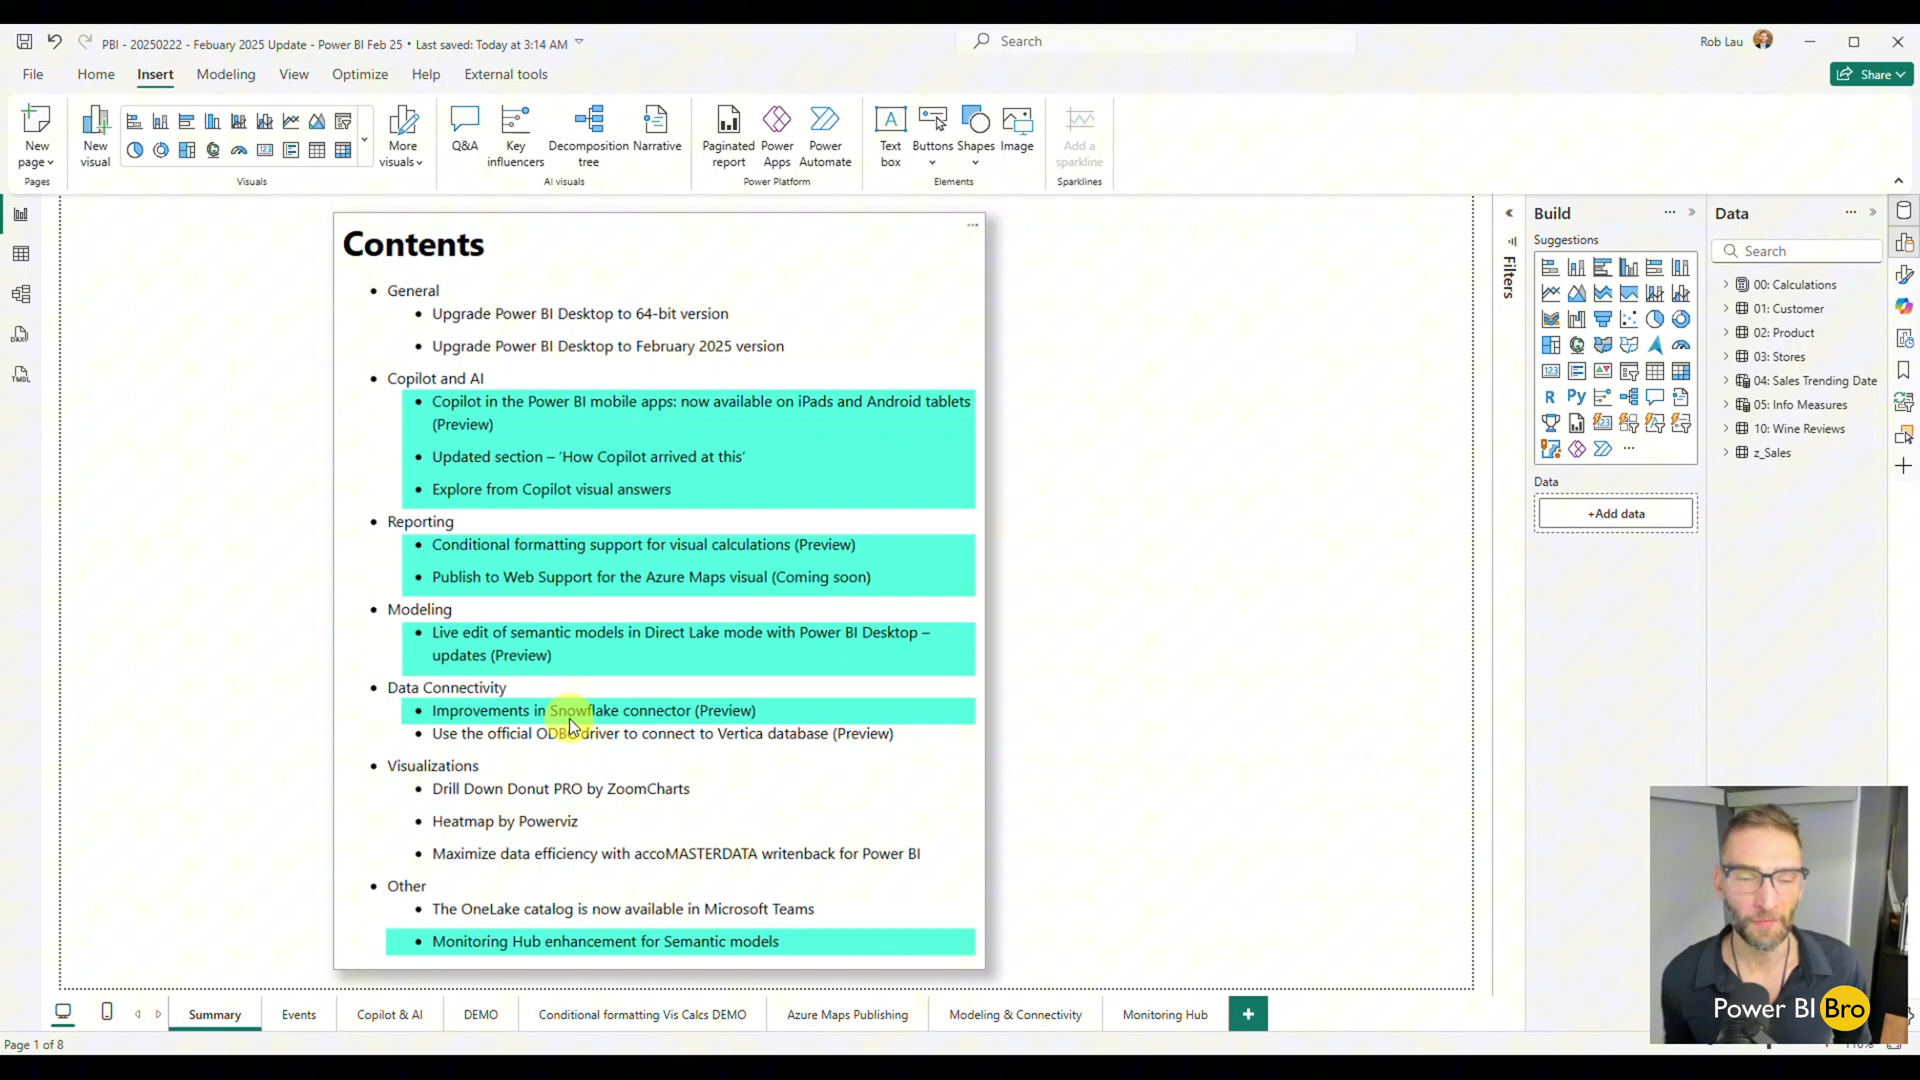 PBI - 20250222 - Febuary 2025 Update - Power BI Feb 25 • Last saved: Today at 3:14 AM
Search
Rob Lau
File Home Insert Modeling View Optimize Help External tools
Share
New page
New visual
More visuals
Q&A
Key influencers
Decomposition tree
Narrative
Paginated report
Power Apps
Power Automate
Text box
Buttons
Shapes
Image
Add a sparkline
Pages
Visuals
AI visuals
Power Platform
Elements
Sparklines
Contents
• General
• Upgrade Power BI Desktop to 64-bit version
• Upgrade Power BI Desktop to February 2025 version
• Copilot and AI
• Copilot in the Power BI mobile apps: now available on iPads and Android tablets
(Preview)
• Updated section – ‘How Copilot arrived at this’
• Explore from Copilot visual answers
• Reporting
• Conditional formatting support for visual calculations (Preview)
• Publish to Web Support for the Azure Maps visual (Coming soon)
• Modeling
• Live edit of semantic models in Direct Lake mode with Power BI Desktop –
updates (Preview)
• Data Connectivity
• Improvements in Snowflake connector (Preview)
• Use the official ODBC driver to connect to Vertica database (Preview)
• Visualizations
• Drill Down Donut PRO by ZoomCharts
• Heatmap by Powerviz
• Maximize data efficiency with accoMASTERDATA writenback for Power BI
• Other
• The OneLake catalog is now available in Microsoft Teams
• Monitoring Hub enhancement for Semantic models
Filters
Build
Suggestions
123
R Py
Data
+Add data
Data
Search
00: Calculations
01: Customer
02: Product
03: Stores
04: Sales Trending Date
05: Info Measures
10: Wine Reviews
z_Sales
DAX
TMDL
Power BI Bro
Summary Events Copilot & AI DEMO Conditional formatting Vis Calcs DEMO Azure Maps Publishing Modeling & Connectivity Monitoring Hub
Page 1 of 8